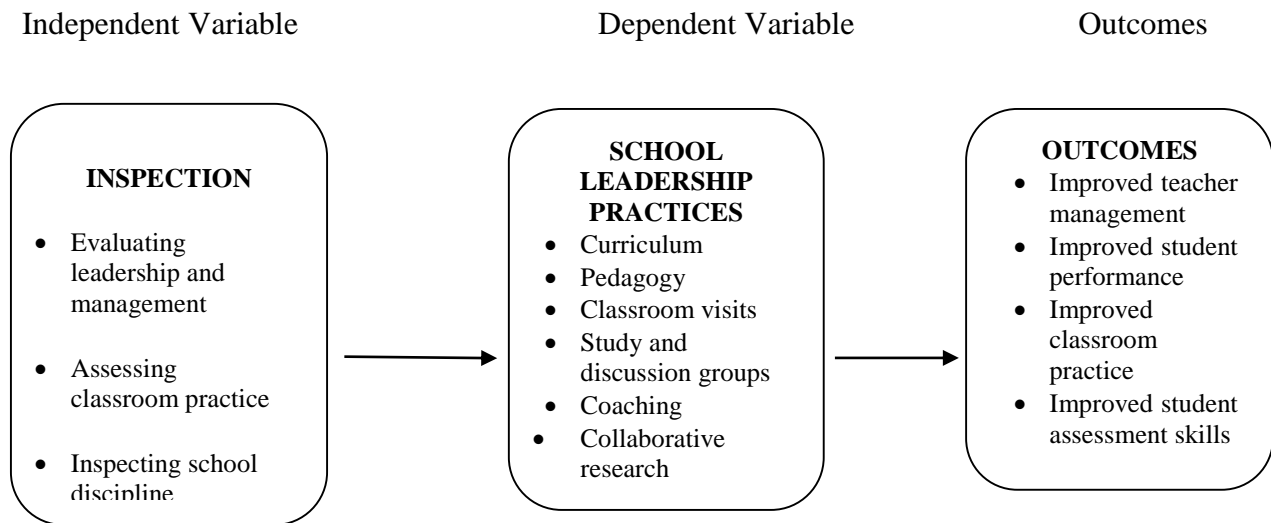 Independent Variable
Dependent Variable
Outcomes
INSPECTION
• Evaluating
leadership and
management
• Assessing
classroom practice
• Inspecting school
discipline
SCHOOL
LEADERSHIP
PRACTICES
• Curriculum
• Pedagogy
• Classroom visits
• Study and
discussion groups
• Coaching
• Collaborative
research
OUTCOMES
• Improved teacher
management
• Improved student
performance
• Improved
classroom
practice
• Improved student
assessment skills